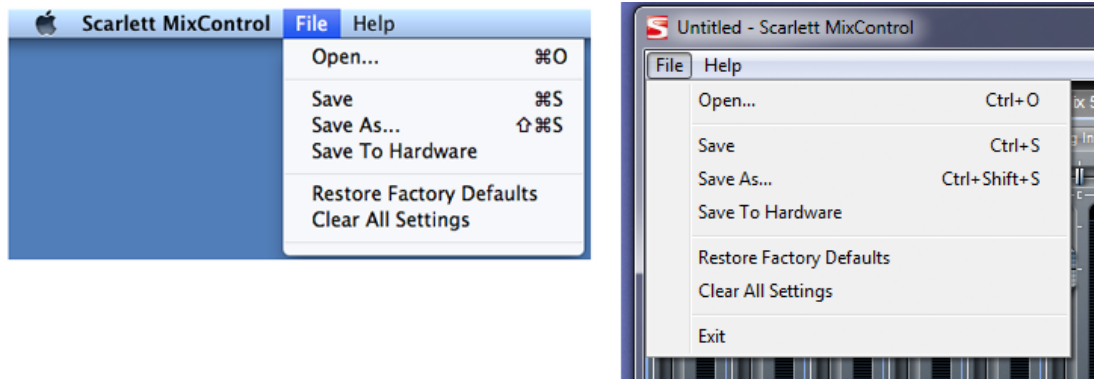 Scarlett MixControl File Help
Open... ⌘O
Save ⌘S
Save As... ⇧⌘S
Save To Hardware
Restore Factory Defaults
Clear All Settings
Untitled - Scarlett MixControl
File Help
Open... Ctrl+O
Save Ctrl+S
Save As... Ctrl+Shift+S
Save To Hardware
Restore Factory Defaults
Clear All Settings
Exit